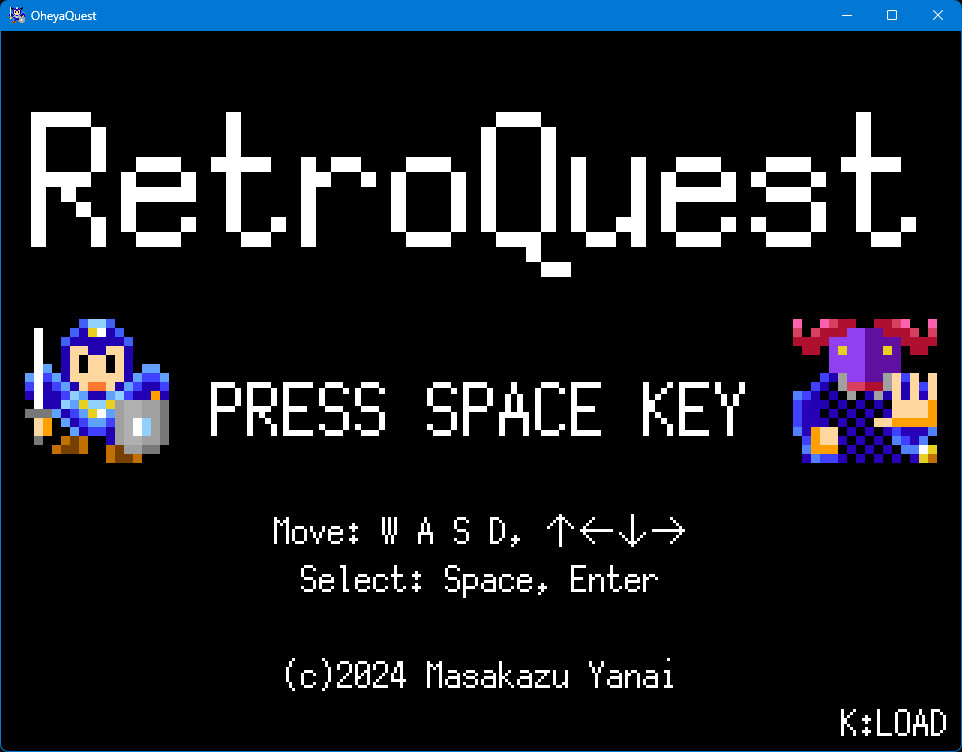 OheyaQuest
RetroQuest
PRESS SPACE KEY
Move: W A S D, ↑←↓→
Select: Space, Enter
(c)2024 Masakazu Yanai
K:LOAD